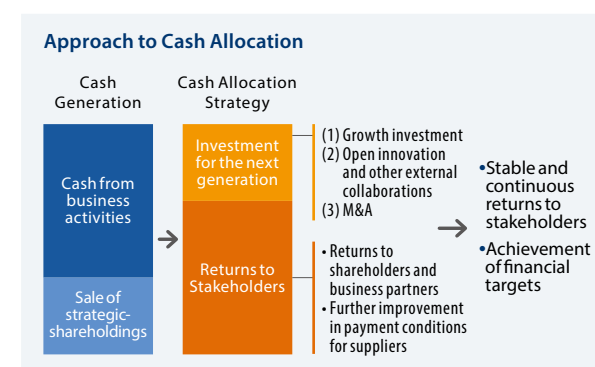 Approach to Cash Allocation
Cash
Generation
Cash Allocation
Strategy
Cash from
business
activities
Sale of
strategic-
shareholdings
Investment
for the next
generation
Returns to
Stakeholders
(1) Growth investment
(2) Open innovation
and other external
collaborations
(3) M&A
• Returns to
shareholders and
business partners
• Further improvement
in payment conditions
for suppliers
•Stable and
continuous
returns to
stakeholders
•Achievement
of financial
targets